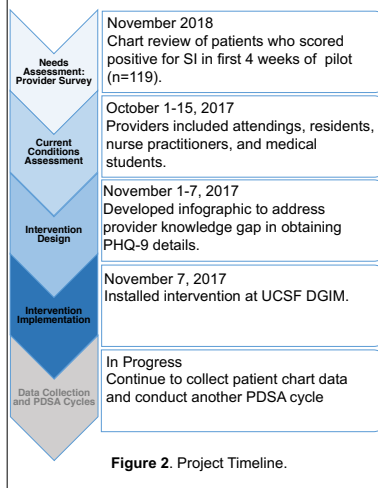 Needs
Assessment:
Provider Survey
November 2018
Chart review of patients who scored
positive for SI in first 4 weeks of pilot
(n=119).
Current
Conditions
Assessment
October 1-15, 2017
Providers included attendings, residents,
nurse practitioners, and medical
students.
Intervention
Design
November 1-7, 2017
Developed infographic to address
provider knowledge gap in obtaining
PHQ-9 details.
Intervention
Implementation
November 7, 2017
Installed intervention at UCSF DGIM.
Data Collection
and PDSA Cycles
In Progress
Continue to collect patient chart data
and conduct another PDSA cycle
Figure 2. Project Timeline.